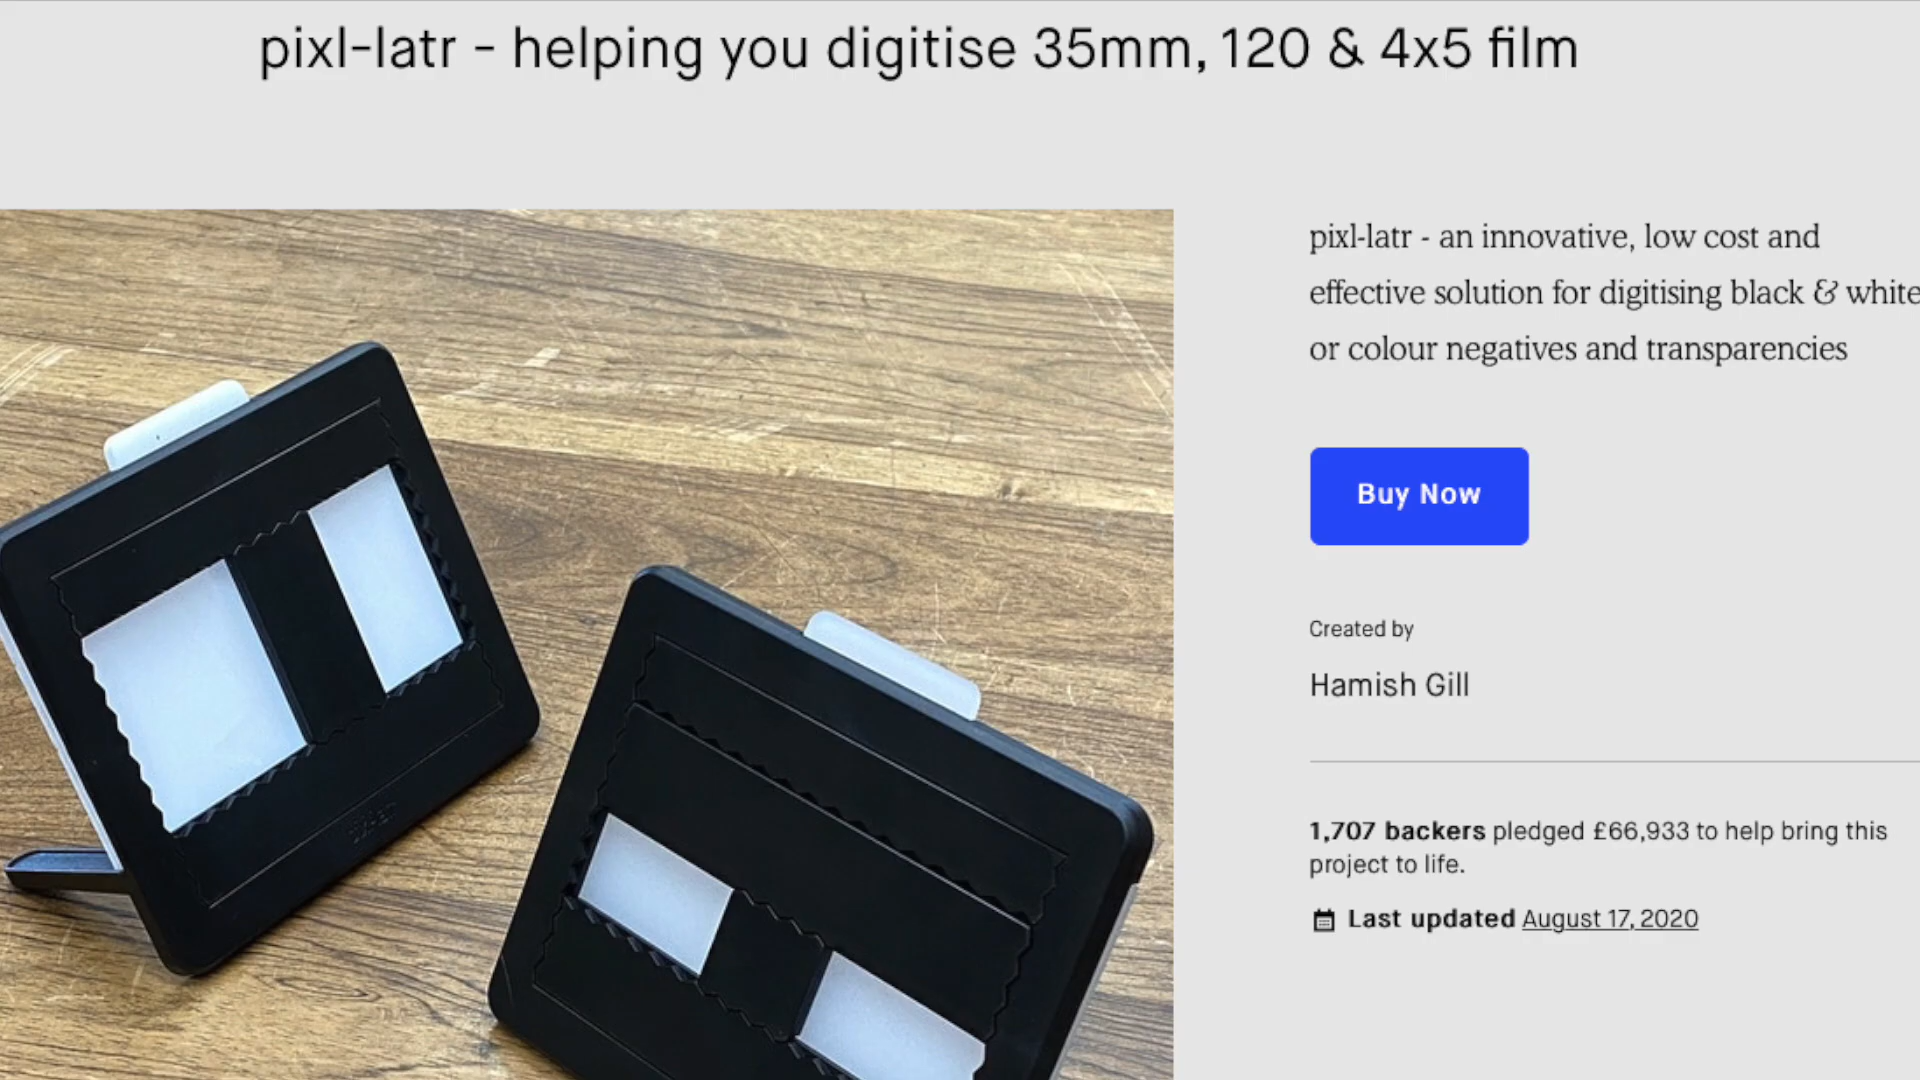 pixl-latr - helping you digitise 35mm, 120 & 4x5 film
pixl-latr - an innovative, low cost and
effective solution for digitising black & white
or colour negatives and transparencies
Buy Now
Created by
Hamish Gill
1,707 backers pledged £66,933 to help bring this
project to life.
Last updated August 17, 2020